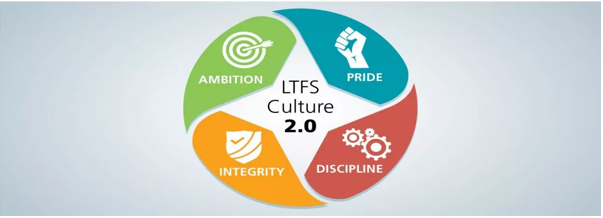 AMBITION
PRIDE
LTFS
Culture
2.0
INTEGRITY
DISCIPLINE